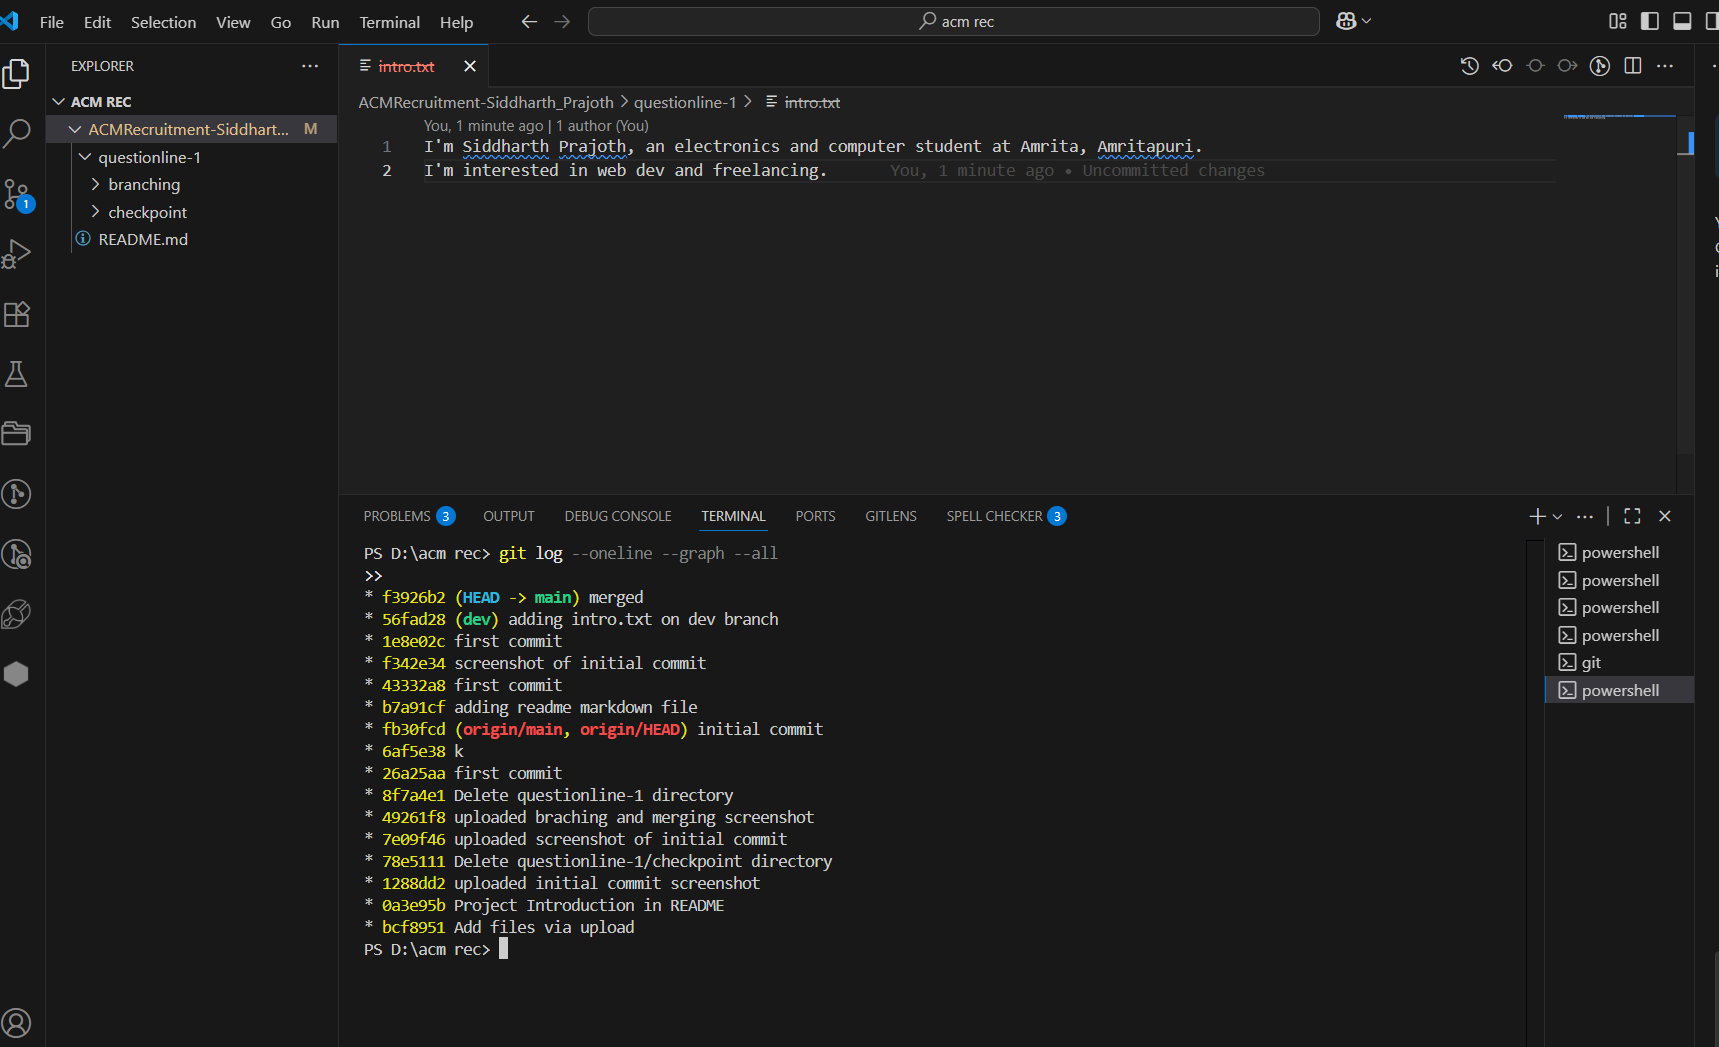 File Edit Selection View Go Run Terminal Help
acm rec
EXPLORER
ACM REC
ACMRecruitment-Siddhart... M
questionline-1
branching
checkpoint
README.md
1
intro.txt
ACMRecruitment-Siddharth_Prajoth > questionline-1 > intro.txt
You, 1 minute ago | 1 author (You)
1 I'm Siddharth Prajoth, an electronics and computer student at Amrita, Amritapuri.
2 I'm interested in web dev and freelancing. You, 1 minute ago • Uncommitted changes
PROBLEMS 3 OUTPUT DEBUG CONSOLE TERMINAL PORTS GITLENS SPELL CHECKER 3
PS D:\acm rec> git log --oneline --graph --all
>>
* f3926b2 (HEAD -> main) merged
* 56fad28 (dev) adding intro.txt on dev branch
* 1e8e02c first commit
* f342e34 screenshot of initial commit
* 43332a8 first commit
* b7a91cf adding readme markdown file
* fb30fcd (origin/main, origin/HEAD) initial commit
* 6af5e38 k
* 26a25aa first commit
* 8f7a4e1 Delete questionline-1 directory
* 49261f8 uploaded braching and merging screenshot
* 7e09f46 uploaded screenshot of initial commit
* 78e5111 Delete questionline-1/checkpoint directory
* 1288dd2 uploaded initial commit screenshot
* 0a3e95b Project Introduction in README
* bcf8951 Add files via upload
PS D:\acm rec>
powershell
powershell
powershell
powershell
git
powershell